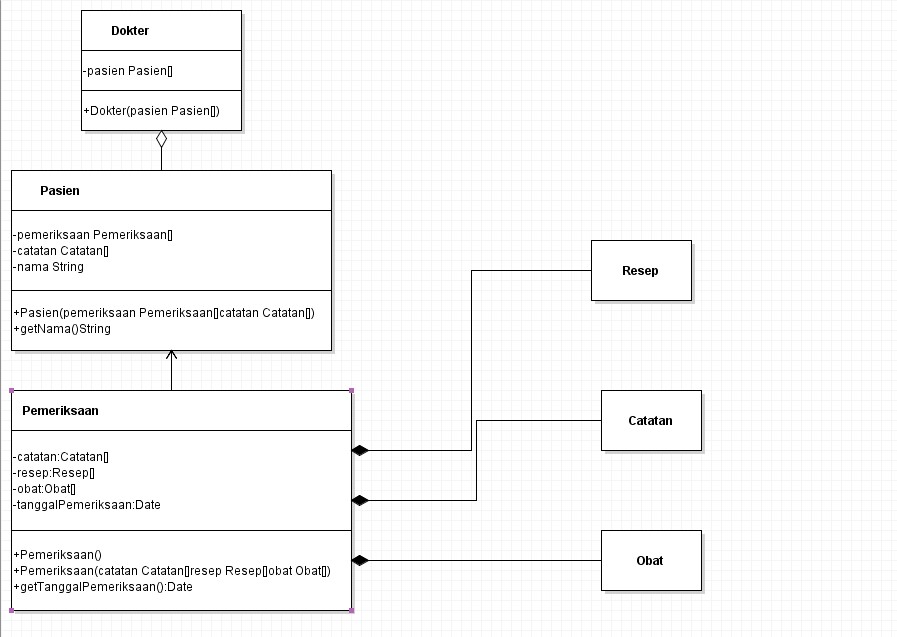 Dokter
-pasien Pasien[]
+Dokter(pasien Pasien[])
Pasien
-pemeriksaan Pemeriksaan[]
-catatan Catatan[]
-nama String
+Pasien(pemeriksaan Pemeriksaan[]catatan Catatan[])
+getNama()String
Resep
Pemeriksaan
-catatan:Catatan[]
-resep:Resep[]
-obat:Obat[]
-tanggalPemeriksaan:Date
+Pemeriksaan()
+Pemeriksaan(catatan Catatan[]resep Resep[]obat Obat[])
+getTanggalPemeriksaan():Date
Catatan
Obat